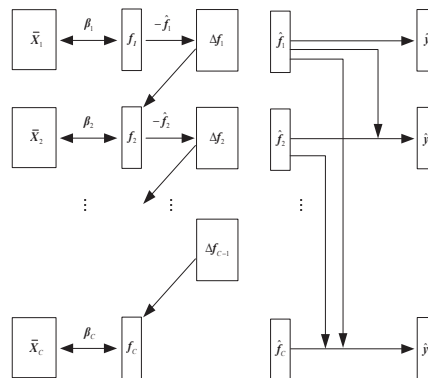 X̄₁ β₁ f₁ −f̂₁ Δf₁ f̂₁ ŷ
X̄₂ β₂ f₂ −f̂₂ Δf₂ f̂₂ ŷ
⋮ ⋮ ⋮
Δf_{C−1}
X̄_C β_C f_C f̂_C ŷ